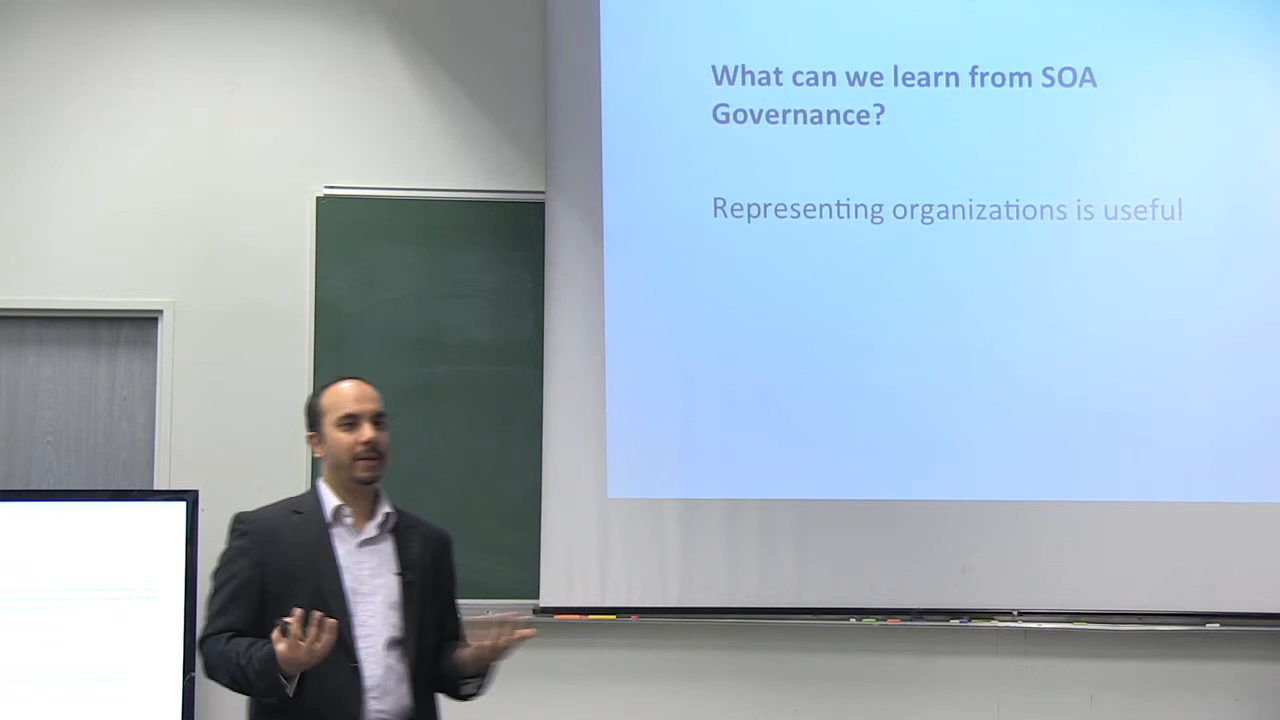 What can we learn from SOA
Governance?
Representing organizations is useful